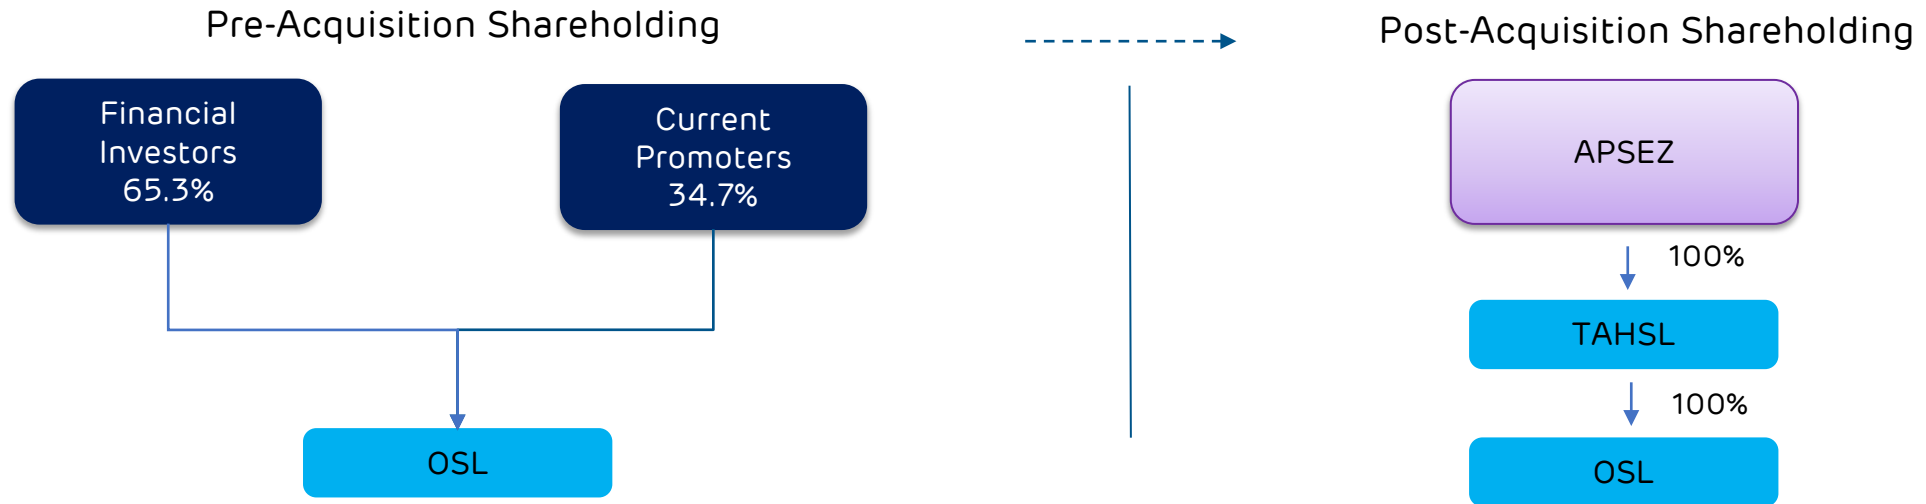 Pre-Acquisition Shareholding
Financial
Investors
65.3%
Current
Promoters
34.7%
OSL
Post-Acquisition Shareholding
APSEZ
100%
TAHSL
100%
OSL